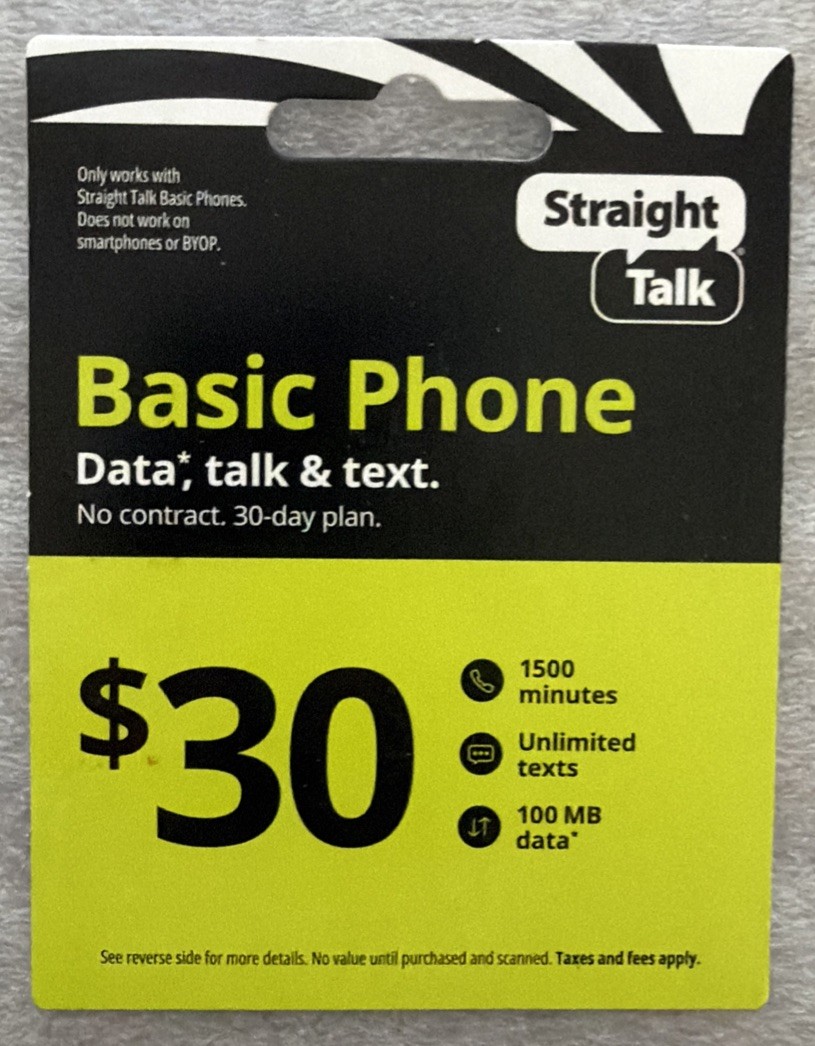 Only works with
Straight Talk Basic Phones.
Does not work on
smartphones or BYOP.
Straight
Talk
Basic Phone
Data*, talk & text.
No contract. 30-day plan.
$30
1500
minutes
Unlimited
texts
100 MB
data*
See reverse side for more details. No value until purchased and scanned. Taxes and fees apply.